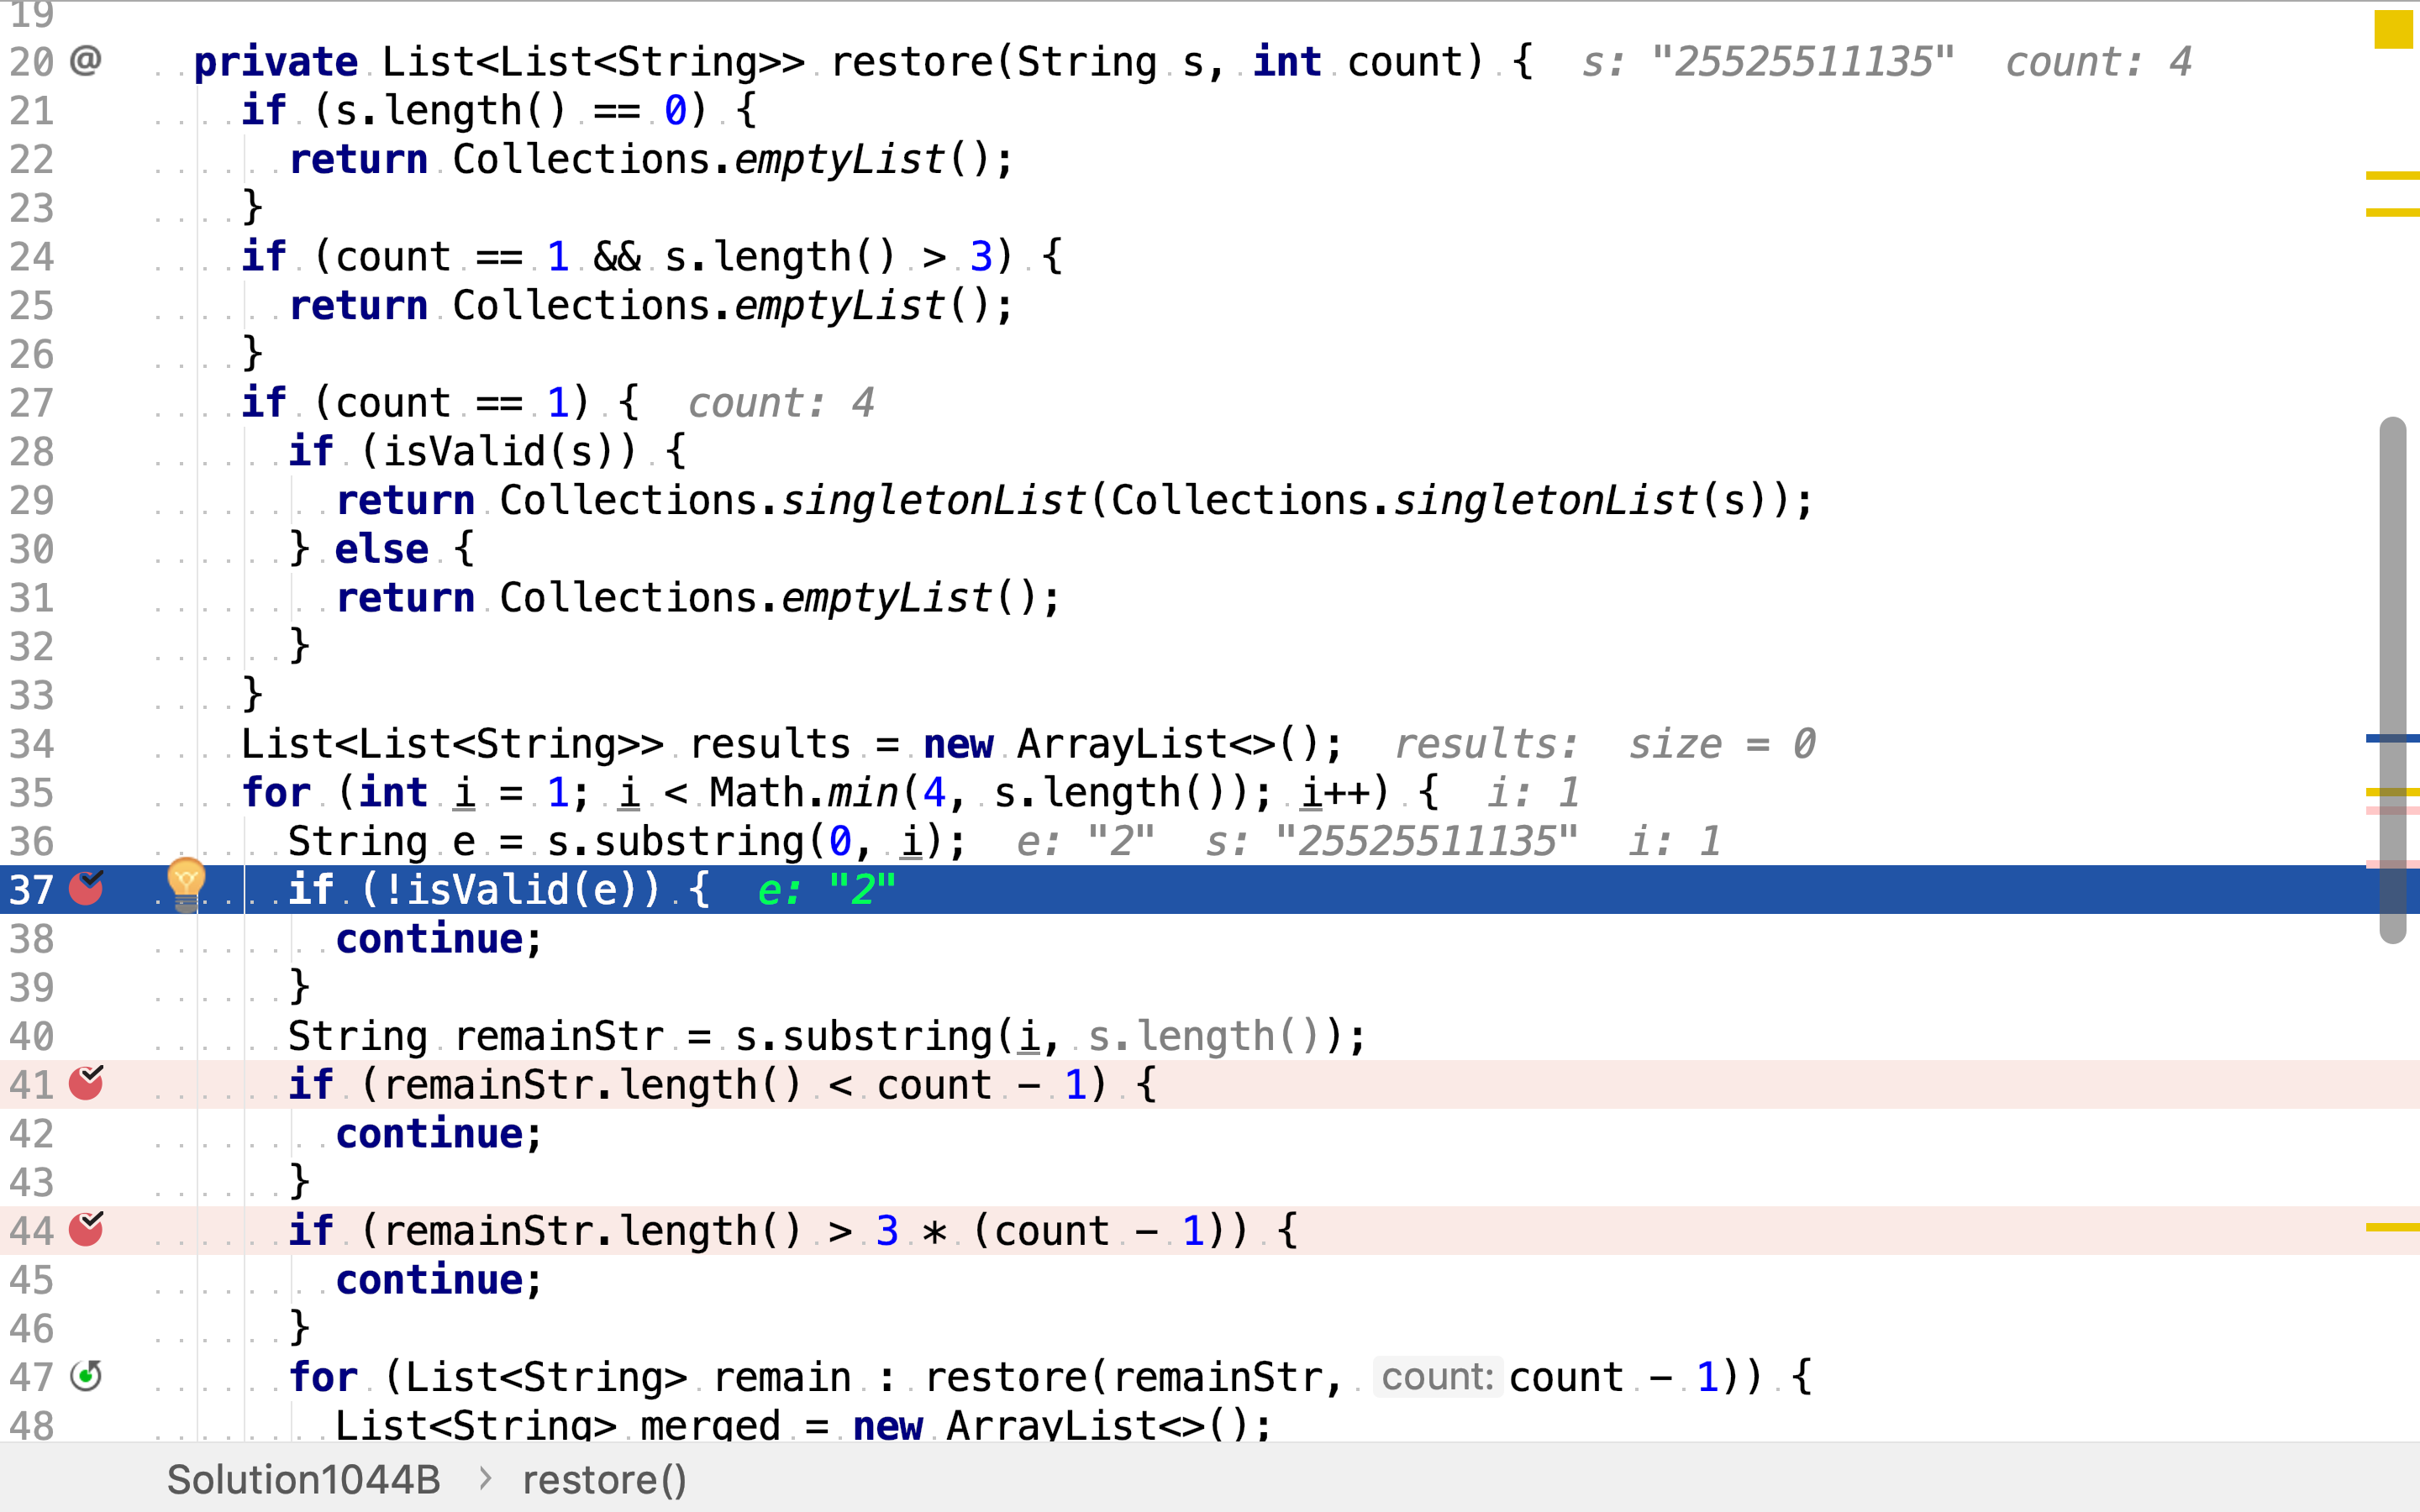 19
20 @ private List<List<String>> restore(String s, int count) { s: "25525511135" count: 4
21 if (s.length() == 0) {
22 return Collections.emptyList();
23 }
24 if (count == 1 && s.length() > 3) {
25 return Collections.emptyList();
26 }
27 if (count == 1) { count: 4
28 if (isValid(s)) {
29 return Collections.singletonList(Collections.singletonList(s));
30 } else {
31 return Collections.emptyList();
32 }
33 }
34 List<List<String>> results = new ArrayList<>(); results: size = 0
35 for (int i = 1; i < Math.min(4, s.length()); i++) { i: 1
36 String e = s.substring(0, i); e: "2" s: "25525511135" i: 1
37 if (!isValid(e)) { e: "2"
38 continue;
39 }
40 String remainStr = s.substring(i, s.length());
41 if (remainStr.length() < count - 1) {
42 continue;
43 }
44 if (remainStr.length() > 3 * (count - 1)) {
45 continue;
46 }
47 for (List<String> remain : restore(remainStr, count: count - 1)) {
48 List<String> merged = new ArrayList<>();
Solution1044B > restore()